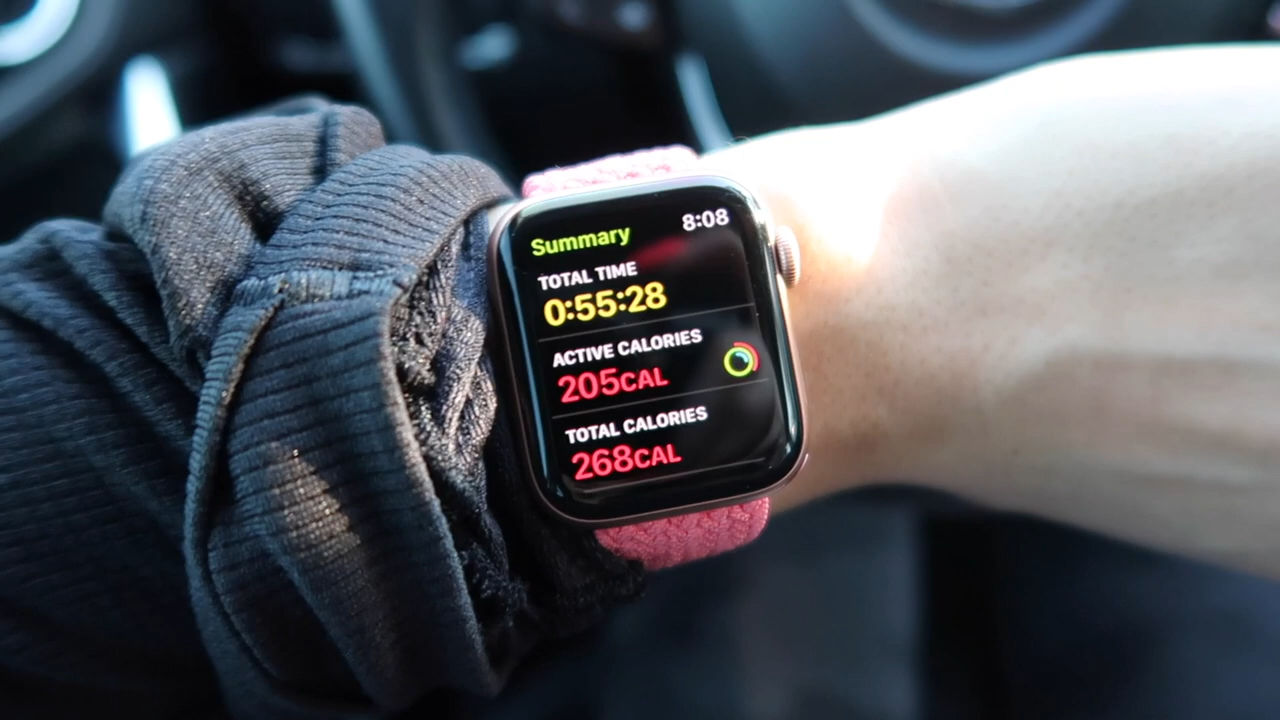 8:08
Summary
TOTAL TIME
0:55:28
ACTIVE CALORIES
205CAL
TOTAL CALORIES
268CAL